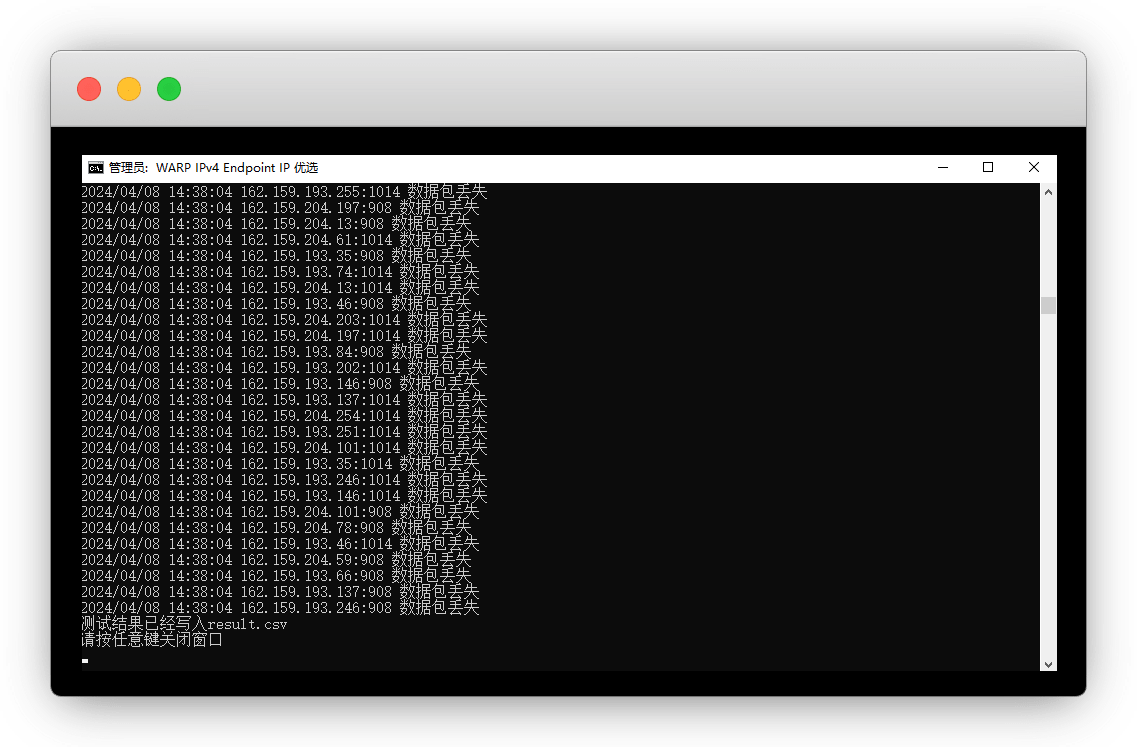 管理员: WARP IPv4 Endpoint IP 优选
2024/04/08 14:38:04 162.159.193.255:1014 数据包丢失
2024/04/08 14:38:04 162.159.204.197:908 数据包丢失
2024/04/08 14:38:04 162.159.204.13:908 数据包丢失
2024/04/08 14:38:04 162.159.204.61:1014 数据包丢失
2024/04/08 14:38:04 162.159.193.35:908 数据包丢失
2024/04/08 14:38:04 162.159.193.74:1014 数据包丢失
2024/04/08 14:38:04 162.159.204.13:1014 数据包丢失
2024/04/08 14:38:04 162.159.193.46:908 数据包丢失
2024/04/08 14:38:04 162.159.204.203:1014 数据包丢失
2024/04/08 14:38:04 162.159.204.197:1014 数据包丢失
2024/04/08 14:38:04 162.159.193.84:908 数据包丢失
2024/04/08 14:38:04 162.159.193.202:1014 数据包丢失
2024/04/08 14:38:04 162.159.193.146:908 数据包丢失
2024/04/08 14:38:04 162.159.193.137:1014 数据包丢失
2024/04/08 14:38:04 162.159.204.254:1014 数据包丢失
2024/04/08 14:38:04 162.159.193.251:1014 数据包丢失
2024/04/08 14:38:04 162.159.204.101:1014 数据包丢失
2024/04/08 14:38:04 162.159.193.35:1014 数据包丢失
2024/04/08 14:38:04 162.159.193.246:1014 数据包丢失
2024/04/08 14:38:04 162.159.193.146:1014 数据包丢失
2024/04/08 14:38:04 162.159.204.101:908 数据包丢失
2024/04/08 14:38:04 162.159.204.78:908 数据包丢失
2024/04/08 14:38:04 162.159.193.46:1014 数据包丢失
2024/04/08 14:38:04 162.159.204.59:908 数据包丢失
2024/04/08 14:38:04 162.159.193.66:908 数据包丢失
2024/04/08 14:38:04 162.159.193.137:908 数据包丢失
2024/04/08 14:38:04 162.159.193.246:908 数据包丢失
测试结果已经写入result.csv
请按任意键关闭窗口